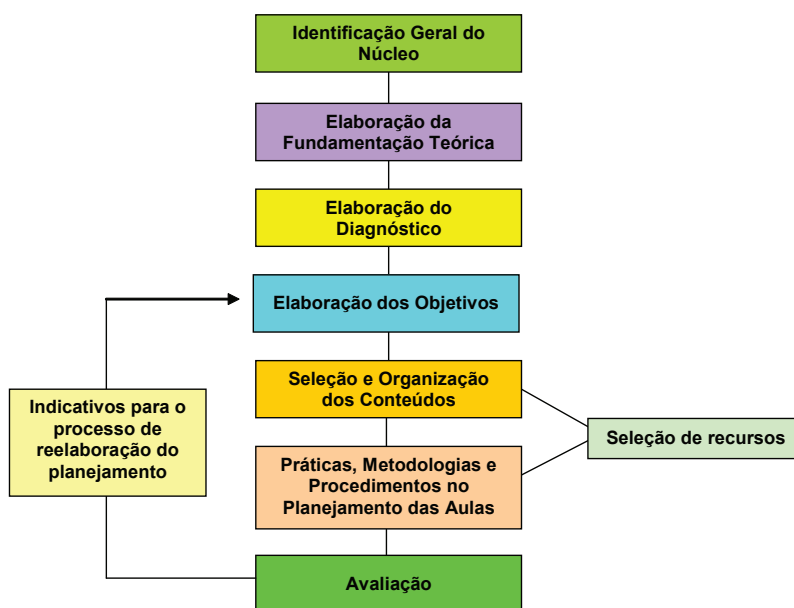 Identificação Geral do
Núcleo
Elaboração da
Fundamentação Teórica
Elaboração do
Diagnóstico
Elaboração dos Objetivos
Seleção e Organização
dos Conteúdos
Indicativos para o
processo de
reelaboração do
planejamento
Seleção de recursos
Práticas, Metodologias e
Procedimentos no
Planejamento das Aulas
Avaliação